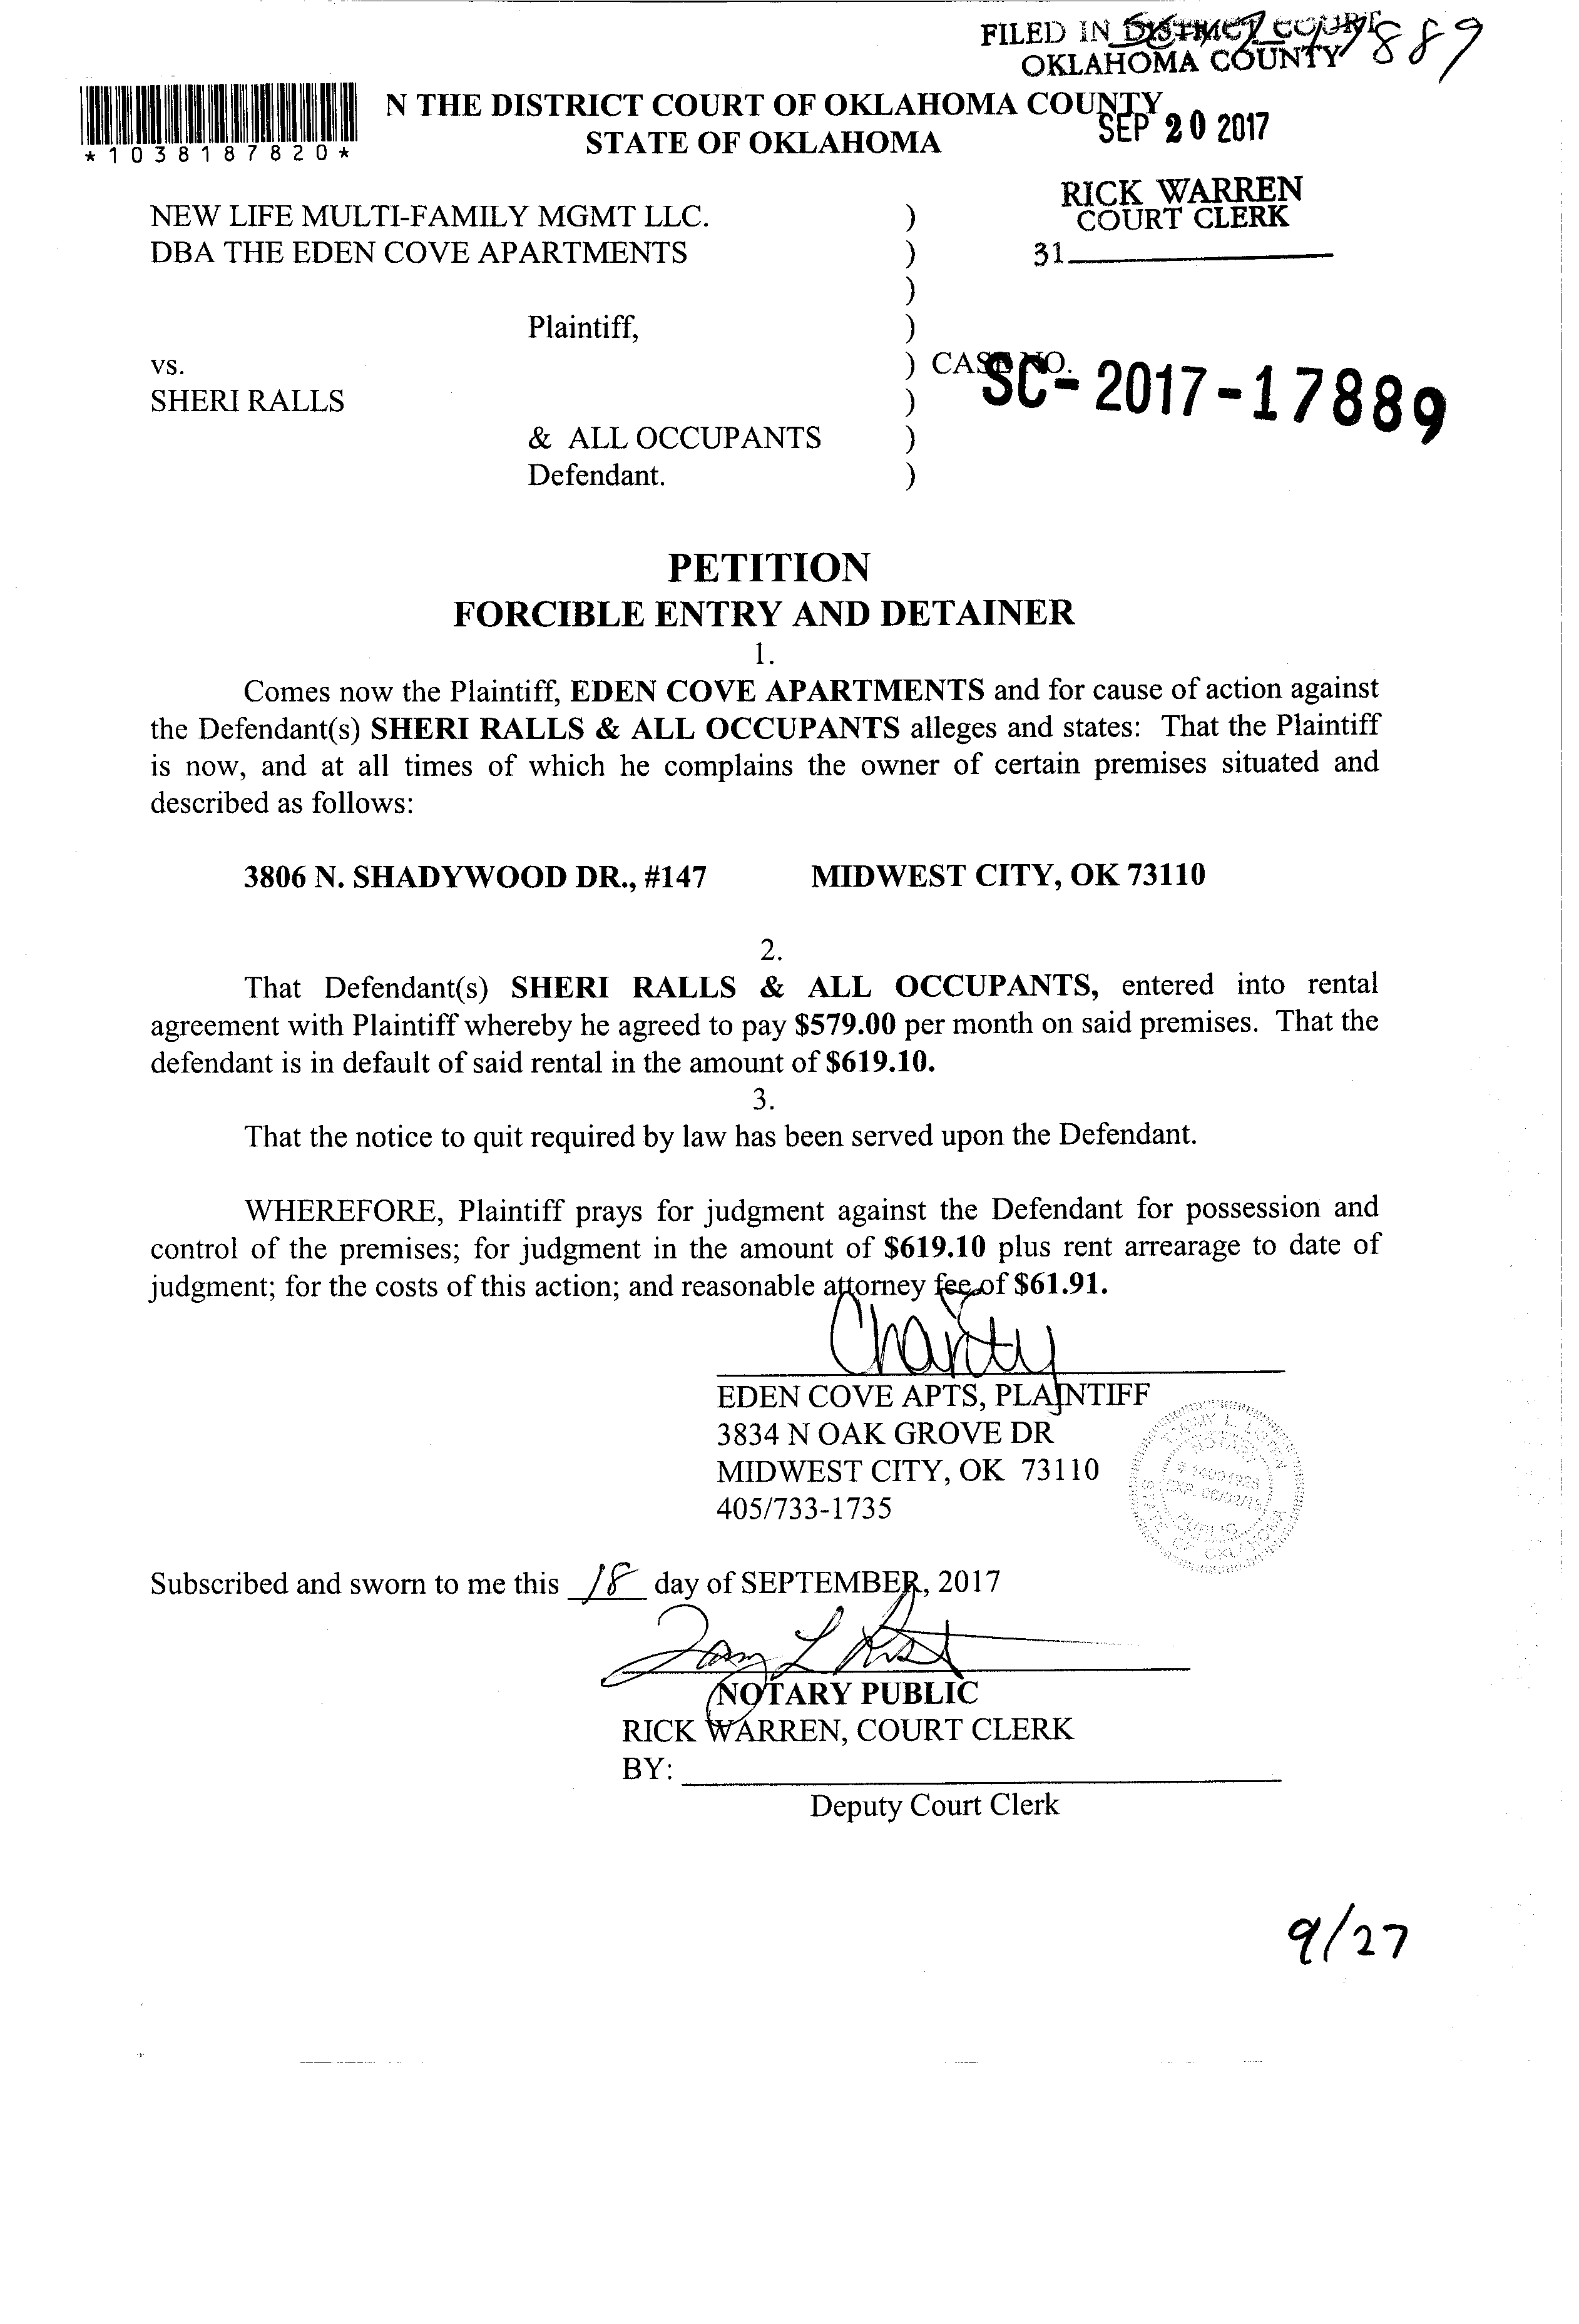 FILED IN DISTRICT COURT
OKLAHOMA COUNTY
889
*1038187820*
N THE DISTRICT COURT OF OKLAHOMA COUNTY
STATE OF OKLAHOMA
SEP 20 2017
RICK WARREN
COURT CLERK
31
NEW LIFE MULTI-FAMILY MGMT LLC. )
DBA THE EDEN COVE APARTMENTS )
)
Plaintiff, )
vs. ) CASE NO.
SC-2017-17889
SHERI RALLS )
& ALL OCCUPANTS )
Defendant. )
PETITION
FORCIBLE ENTRY AND DETAINER
1.
Comes now the Plaintiff, EDEN COVE APARTMENTS and for cause of action against
the Defendant(s) SHERI RALLS & ALL OCCUPANTS alleges and states: That the Plaintiff
is now, and at all times of which he complains the owner of certain premises situated and
described as follows:
3806 N. SHADYWOOD DR., #147 MIDWEST CITY, OK 73110
2.
That Defendant(s) SHERI RALLS & ALL OCCUPANTS, entered into rental
agreement with Plaintiff whereby he agreed to pay $579.00 per month on said premises. That the
defendant is in default of said rental in the amount of $619.10.
3.
That the notice to quit required by law has been served upon the Defendant.
WHEREFORE, Plaintiff prays for judgment against the Defendant for possession and
control of the premises; for judgment in the amount of $619.10 plus rent arrearage to date of
judgment; for the costs of this action; and reasonable attorney fee of $61.91.
Charity
EDEN COVE APTS, PLAINTIFF
3834 N OAK GROVE DR
MIDWEST CITY, OK 73110
405/733-1735
NOTARY
PUBLIC
STATE OF OKLAHOMA
Subscribed and sworn to me this 18 day of SEPTEMBER, 2017
NOTARY PUBLIC
RICK WARREN, COURT CLERK
BY:
Deputy Court Clerk
9/27